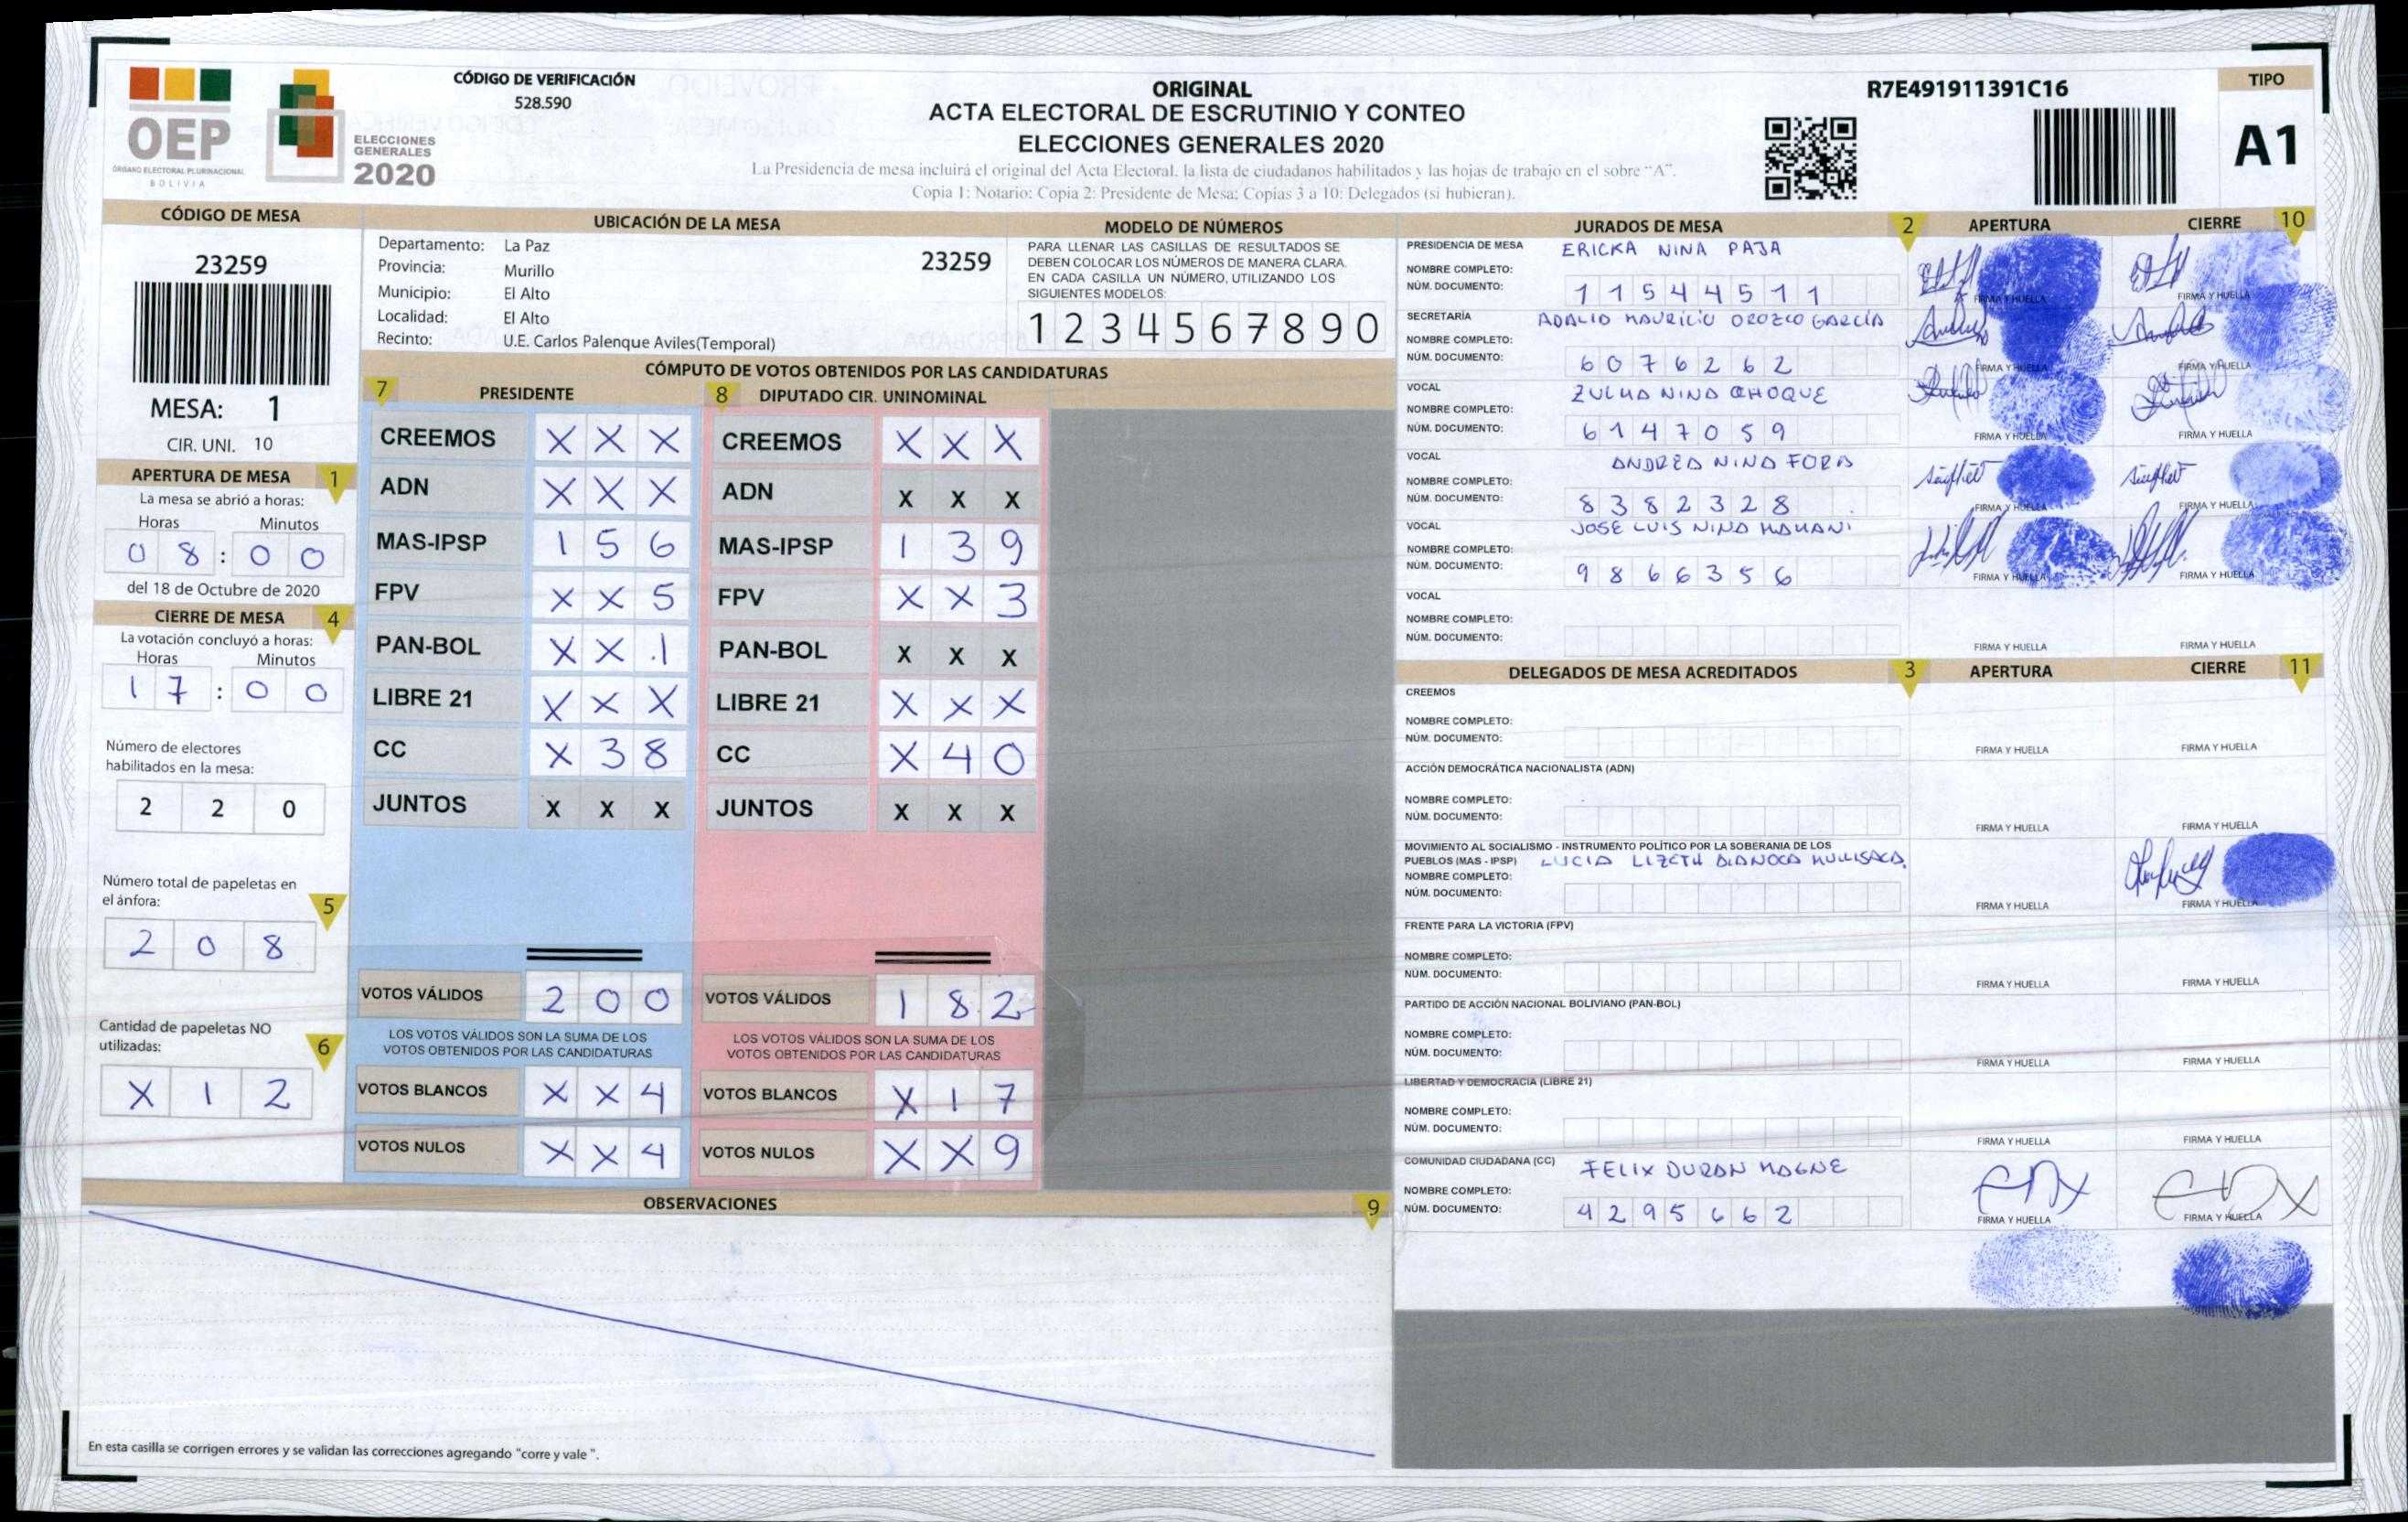 OEP
ÓRGANO ELECTORAL PLURINACIONAL
BOLIVIA
ELECCIONES
GENERALES
2020
CÓDIGO DE VERIFICACIÓN
528.590
ORIGINAL
ACTA ELECTORAL DE ESCRUTINIO Y CONTEO
ELECCIONES GENERALES 2020
La Presidencia de mesa incluirá el original del Acta Electoral, la lista de ciudadanos habilitados y las hojas de trabajo en el sobre "A".
Copia 1: Notario; Copia 2: Presidente de Mesa; Copias 3 a 10: Delegados (si hubieran).
R7E491911391C16
TIPO
A1
CÓDIGO DE MESA
23259
MESA: 1
CIR. UNI. 10
APERTURA DE MESA 1
La mesa se abrió a horas:
Horas Minutos
0 8 : 0 0
del 18 de Octubre de 2020
CIERRE DE MESA 4
La votación concluyó a horas:
Horas Minutos
1 7 : 0 0
Número de electores
habilitados en la mesa:
2 2 0
Número total de papeletas en
el ánfora: 5
2 0 8
Cantidad de papeletas NO
utilizadas: 6
X 1 2
UBICACIÓN DE LA MESA
Departamento: La Paz
Provincia: Murillo
Municipio: El Alto
Localidad: El Alto
Recinto: U.E. Carlos Palenque Aviles(Temporal)
23259
MODELO DE NÚMEROS
PARA LLENAR LAS CASILLAS DE RESULTADOS SE
DEBEN COLOCAR LOS NÚMEROS DE MANERA CLARA.
EN CADA CASILLA UN NÚMERO, UTILIZANDO LOS
SIGUIENTES MODELOS:
1 2 3 4 5 6 7 8 9 0
CÓMPUTO DE VOTOS OBTENIDOS POR LAS CANDIDATURAS
7 PRESIDENTE
CREEMOS X X X
ADN X X X
MAS-IPSP 1 5 6
FPV X X 5
PAN-BOL X X 1
LIBRE 21 X X X
CC X 3 8
JUNTOS X X X
VOTOS VÁLIDOS 2 0 0
LOS VOTOS VÁLIDOS SON LA SUMA DE LOS
VOTOS OBTENIDOS POR LAS CANDIDATURAS
VOTOS BLANCOS X X 4
VOTOS NULOS X X 4
8 DIPUTADO CIR. UNINOMINAL
CREEMOS X X X
ADN X X X
MAS-IPSP 1 3 9
FPV X X 3
PAN-BOL X X X
LIBRE 21 X X X
CC X 4 0
JUNTOS X X X
VOTOS VÁLIDOS 1 8 2
LOS VOTOS VÁLIDOS SON LA SUMA DE LOS
VOTOS OBTENIDOS POR LAS CANDIDATURAS
VOTOS BLANCOS X 1 7
VOTOS NULOS X X 9
OBSERVACIONES 9
En esta casilla se corrigen errores y se validan las correcciones agregando "corre y vale ".
JURADOS DE MESA 2 APERTURA CIERRE 10
PRESIDENCIA DE MESA ERICKA NINA PAJA
NOMBRE COMPLETO:
NÚM. DOCUMENTO: 1 1 5 4 4 5 1 1
FIRMA Y HUELLA FIRMA Y HUELLA
SECRETARÍA ADALID MAURICIO OROZCO GARCÍA
NOMBRE COMPLETO:
NÚM. DOCUMENTO: 6 0 7 6 2 6 2
FIRMA Y HUELLA FIRMA Y HUELLA
VOCAL ZULMA NINA CHOQUE
NOMBRE COMPLETO:
NÚM. DOCUMENTO: 6 1 4 7 0 5 9
FIRMA Y HUELLA FIRMA Y HUELLA
VOCAL ANDREA NINA FORA
NOMBRE COMPLETO:
NÚM. DOCUMENTO: 8 3 8 2 3 2 8
FIRMA Y HUELLA FIRMA Y HUELLA
VOCAL JOSE LUIS NINA MAMANI
NOMBRE COMPLETO:
NÚM. DOCUMENTO: 9 8 6 6 3 5 6
FIRMA Y HUELLA FIRMA Y HUELLA
VOCAL
NOMBRE COMPLETO:
NÚM. DOCUMENTO:
FIRMA Y HUELLA FIRMA Y HUELLA
DELEGADOS DE MESA ACREDITADOS 3 APERTURA CIERRE 11
CREEMOS
NOMBRE COMPLETO:
NÚM. DOCUMENTO:
FIRMA Y HUELLA FIRMA Y HUELLA
ACCIÓN DEMOCRÁTICA NACIONALISTA (ADN)
NOMBRE COMPLETO:
NÚM. DOCUMENTO:
FIRMA Y HUELLA FIRMA Y HUELLA
MOVIMIENTO AL SOCIALISMO - INSTRUMENTO POLÍTICO POR LA SOBERANIA DE LOS
PUEBLOS (MAS - IPSP) LUCIA LIZETH
NOMBRE COMPLETO:
NÚM. DOCUMENTO:
FIRMA Y HUELLA FIRMA Y HUELLA
FRENTE PARA LA VICTORIA (FPV)
NOMBRE COMPLETO:
NÚM. DOCUMENTO:
FIRMA Y HUELLA FIRMA Y HUELLA
PARTIDO DE ACCIÓN NACIONAL BOLIVIANO (PAN-BOL)
NOMBRE COMPLETO:
NÚM. DOCUMENTO:
FIRMA Y HUELLA FIRMA Y HUELLA
LIBERTAD Y DEMOCRACIA (LIBRE 21)
NOMBRE COMPLETO:
NÚM. DOCUMENTO:
FIRMA Y HUELLA FIRMA Y HUELLA
COMUNIDAD CIUDADANA (CC) FELIX DURAN MAGNE
NOMBRE COMPLETO:
NÚM. DOCUMENTO: 4 2 9 5 6 6 2
FIRMA Y HUELLA FIRMA Y HUELLA